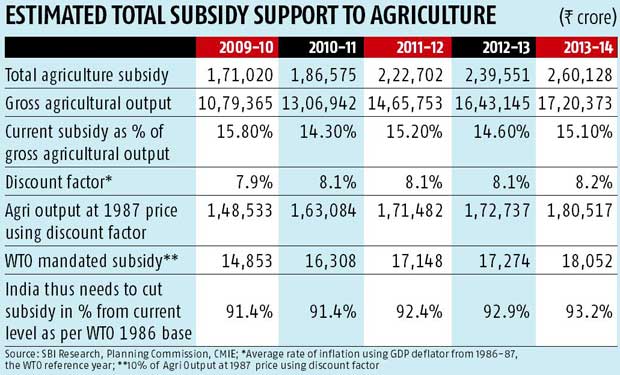 ESTIMATED TOTAL SUBSIDY SUPPORT TO AGRICULTURE (₹ crore)
2009-10 2010-11 2011-12 2012-13 2013-14
Total agriculture subsidy 1,71,020 1,86,575 2,22,702 2,39,551 2,60,128
Gross agricultural output 10,79,365 13,06,942 14,65,753 16,43,145 17,20,373
Current subsidy as % of 15.80% 14.30% 15.20% 14.60% 15.10%
gross agricultural output
Discount factor* 7.9% 8.1% 8.1% 8.1% 8.2%
Agri output at 1987 price 1,48,533 1,63,084 1,71,482 1,72,737 1,80,517
using discount factor
WTO mandated subsidy** 14,853 16,308 17,148 17,274 18,052
India thus needs to cut
subsidy in % from current 91.4% 91.4% 92.4% 92.9% 93.2%
level as per WTO 1986 base
Source: SBI Research, Planning Commission, CMIE; *Average rate of inflation using GDP deflator from 1986-87,
the WTO reference year; **10% of Agri Output at 1987 price using discount factor